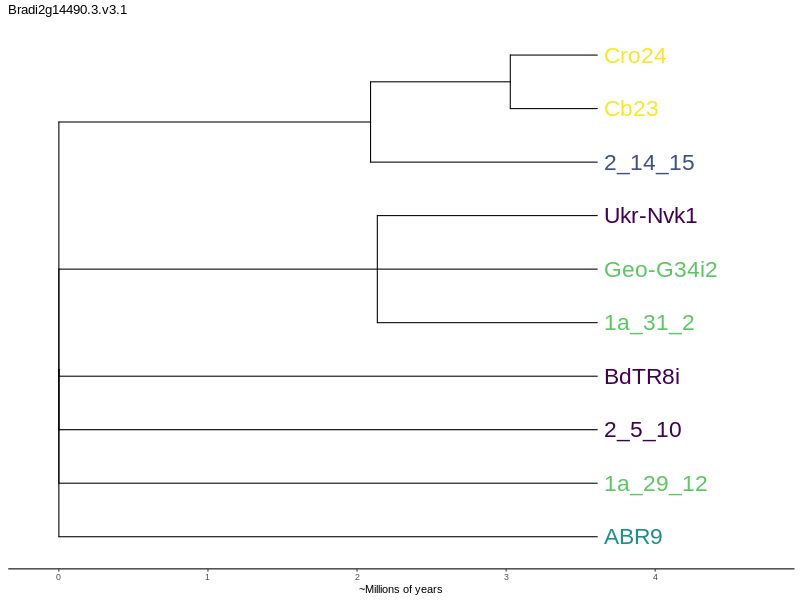 Bradi2g14490.3.v3.1
Cro24
Cb23
2_14_15
Ukr-Nvk1
Geo-G34i2
1a_31_2
BdTR8i
2_5_10
1a_29_12
ABR9
0 1 2 3 4
~Millions of years